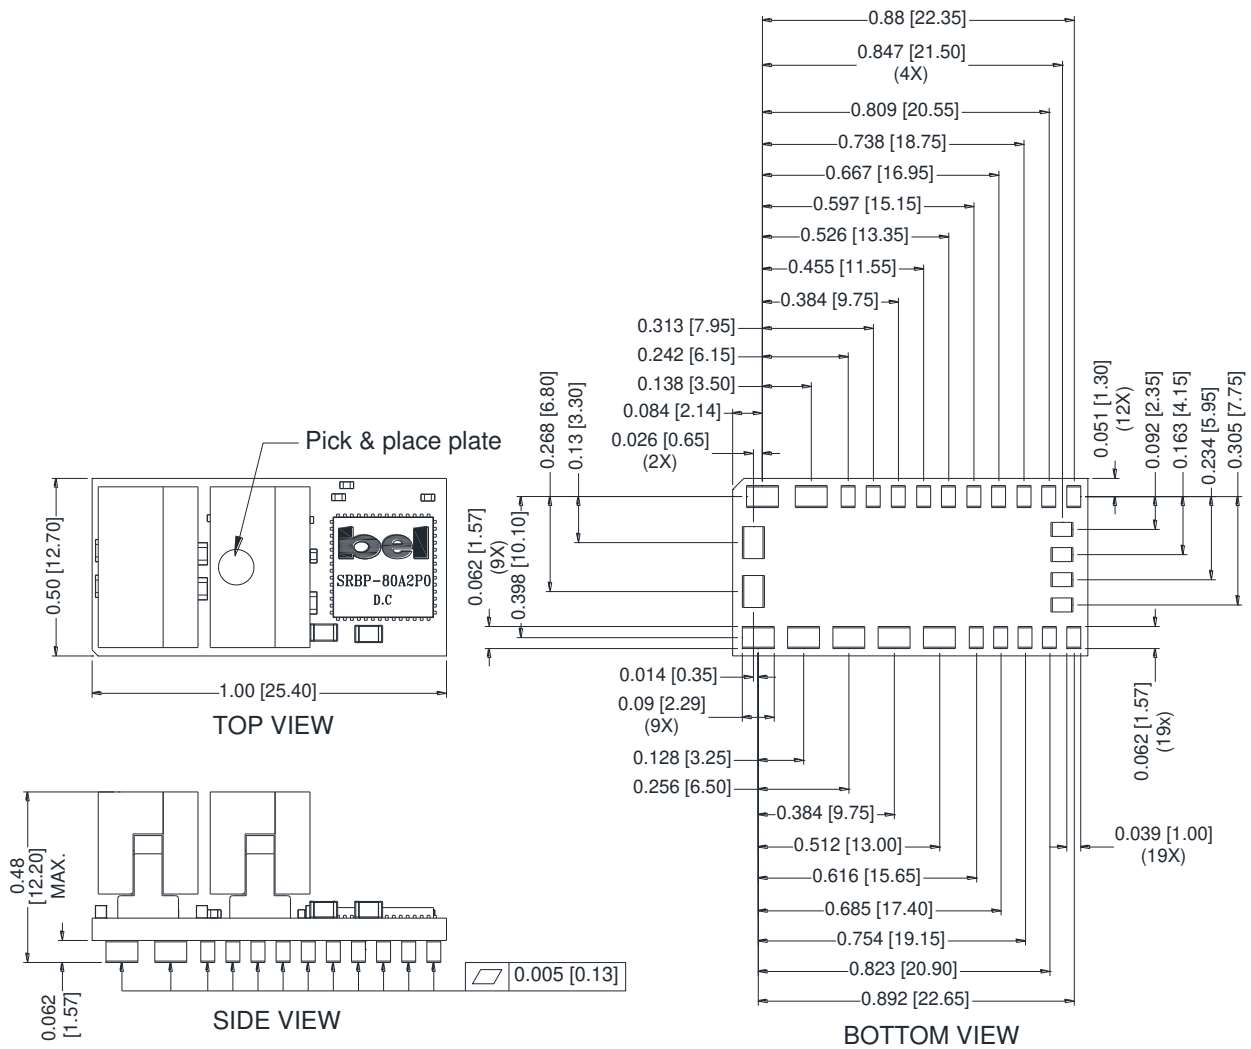 0.88 [22.35]
0.847 [21.50]
(4X)
0.809 [20.55]
0.738 [18.75]
0.667 [16.95]
0.597 [15.15]
0.526 [13.35]
0.455 [11.55]
0.384 [9.75]
0.313 [7.95]
0.242 [6.15]
0.138 [3.50]
0.084 [2.14]
0.026 [0.65]
(2X)
0.268 [6.80]
0.13 [3.30]
0.051 [1.30]
(12X)
0.092 [2.35]
0.163 [4.15]
0.234 [5.95]
0.305 [7.75]
Pick & place plate
bel
SRBP-80A2P0
D.C
0.50 [12.70]
1.00 [25.40]
TOP VIEW
0.062 [1.57]
(9X)
0.398 [10.10]
0.014 [0.35]
0.09 [2.29]
(9X)
0.128 [3.25]
0.256 [6.50]
0.384 [9.75]
0.512 [13.00]
0.616 [15.65]
0.685 [17.40]
0.754 [19.15]
0.823 [20.90]
0.892 [22.65]
0.062 [1.57]
(19x)
0.039 [1.00]
(19X)
BOTTOM VIEW
0.48
[12.20]
MAX.
0.062
[1.57]
0.005 [0.13]
SIDE VIEW